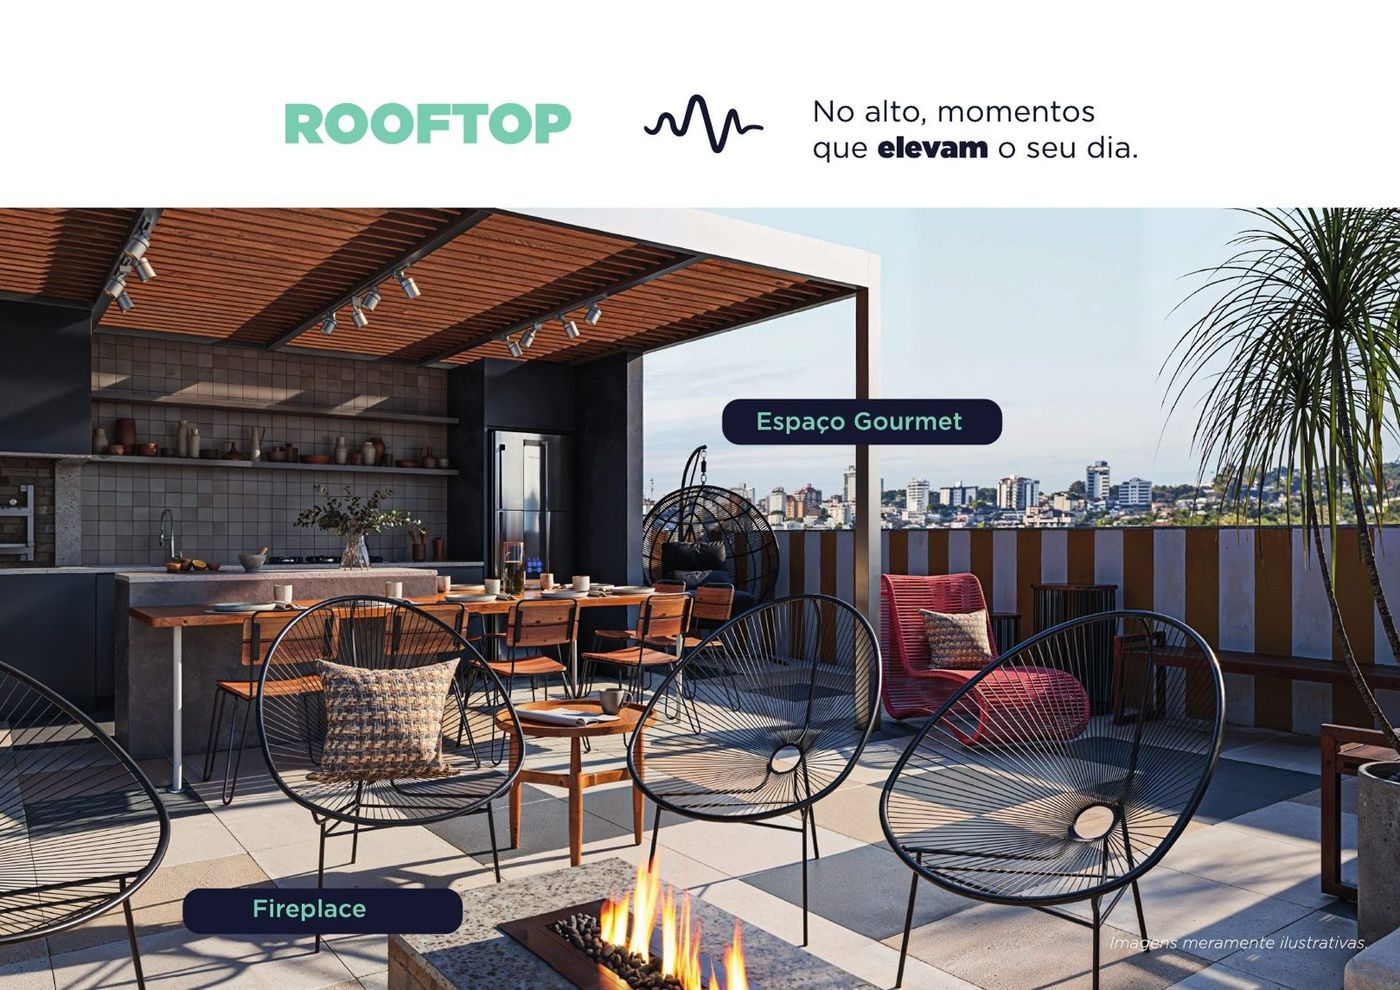 ROOFTOP
No alto, momentos
que elevam o seu dia.
Espaço Gourmet
Fireplace
Imagens meramente ilustrativas.